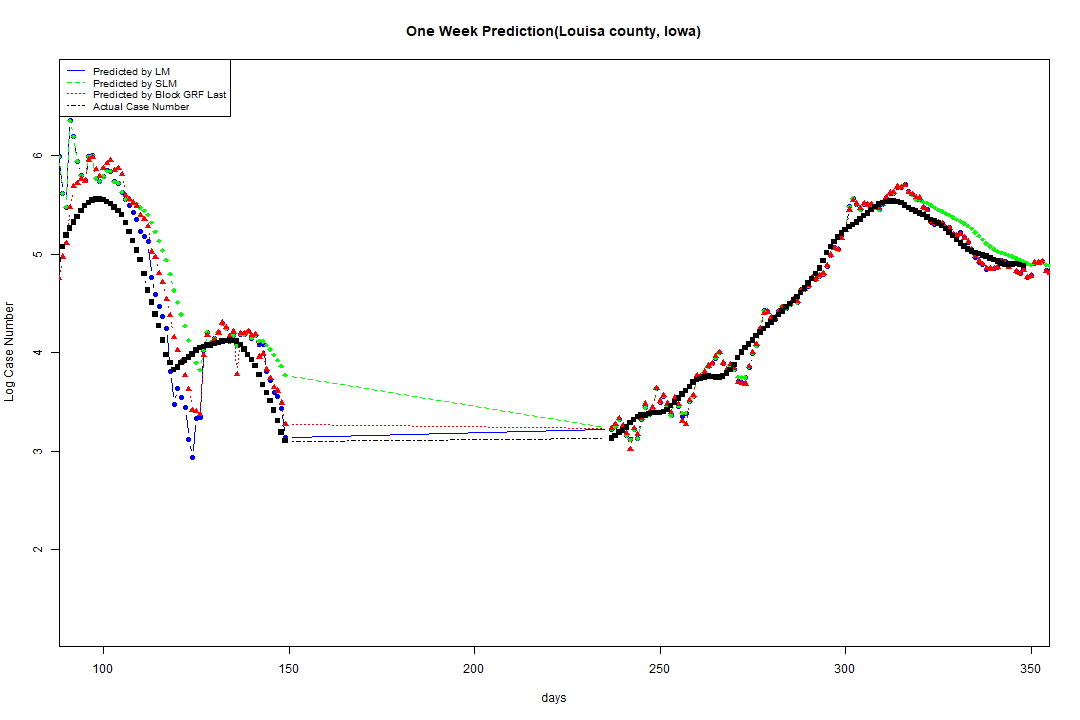 One Week Prediction(Louisa county, Iowa)
Predicted by LM
Predicted by SLM
Predicted by Block GRF Last
Actual Case Number
Log Case Number
6
5
4
3
2
100 150 200 250 300 350
days